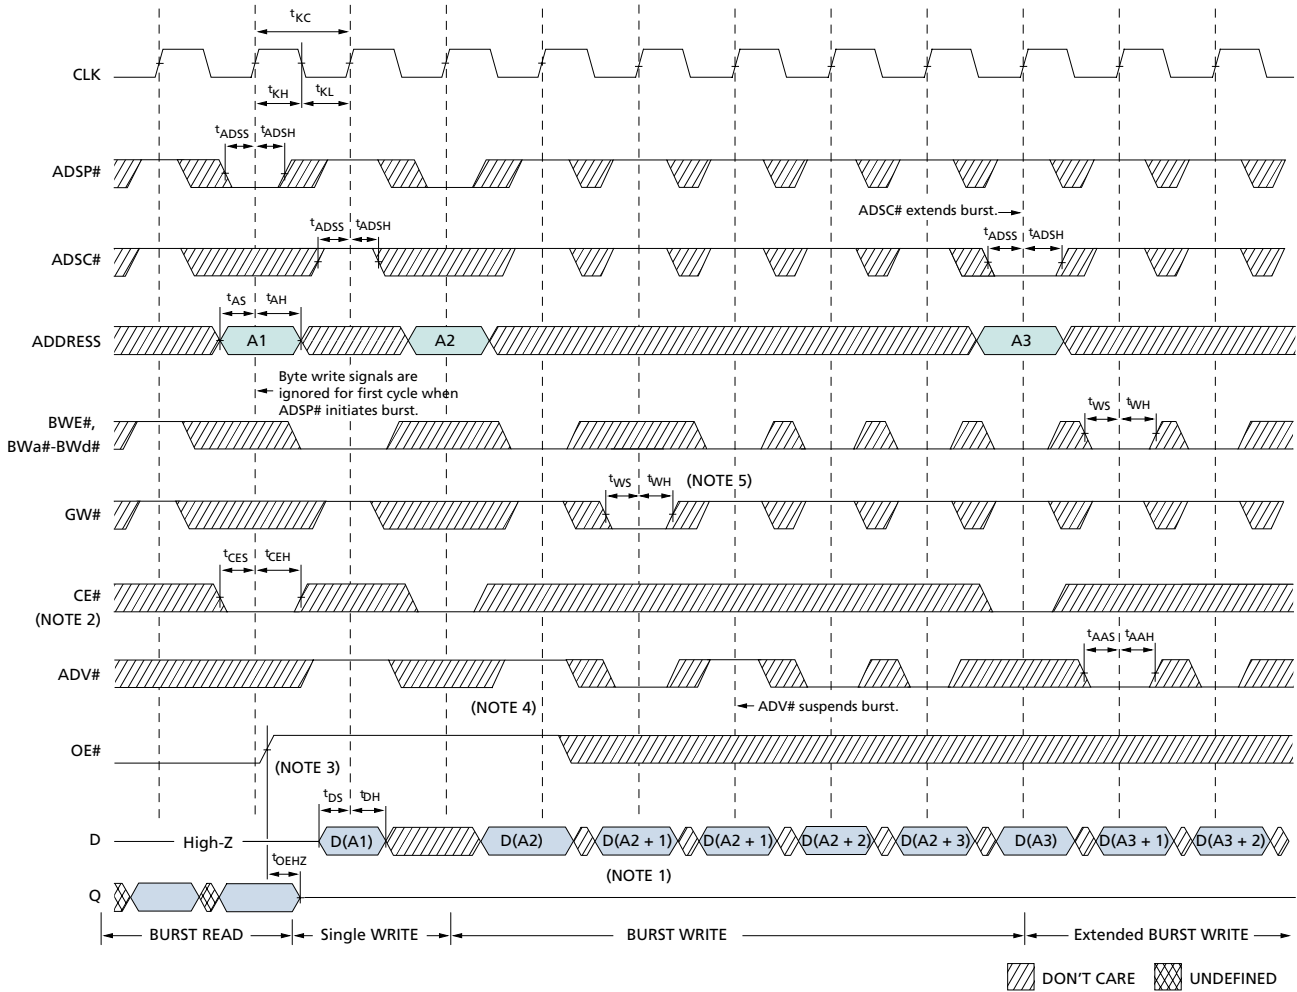 tKC
CLK
tKH
tKL
tADSS
tADSH
ADSP#
ADSC# extends burst.
tADSS
tADSH
tADSS
tADSH
ADSC#
tAS
tAH
ADDRESS
A1
A2
A3
Byte write signals are
ignored for first cycle when
ADSP# initiates burst.
tWS
tWH
BWE#,
BWa#-BWd#
tWS
tWH
(NOTE 5)
GW#
tCES
tCEH
CE#
(NOTE 2)
tAAS
tAAH
ADV#
(NOTE 4)
ADV# suspends burst.
OE#
(NOTE 3)
tDS
tDH
D
High-Z
D(A1)
D(A2)
D(A2 + 1)
D(A2 + 1)
D(A2 + 2)
D(A2 + 3)
D(A3)
D(A3 + 1)
D(A3 + 2)
tOEHZ
(NOTE 1)
Q
BURST READ
Single WRITE
BURST WRITE
Extended BURST WRITE
DON'T CARE
UNDEFINED